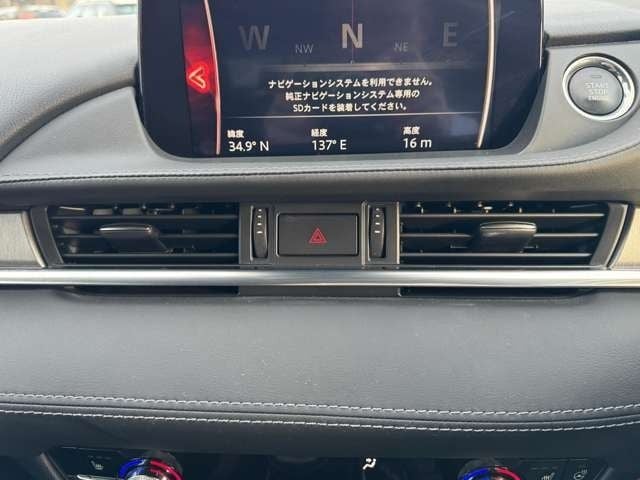 W N E
NW NE
ナビゲーションシステムを利用できません。
純正ナビゲーションシステム専用の
SDカードを装着してください。
緯度 経度 高度
34.9° N 137° E 16 m
START
STOP
ENGINE